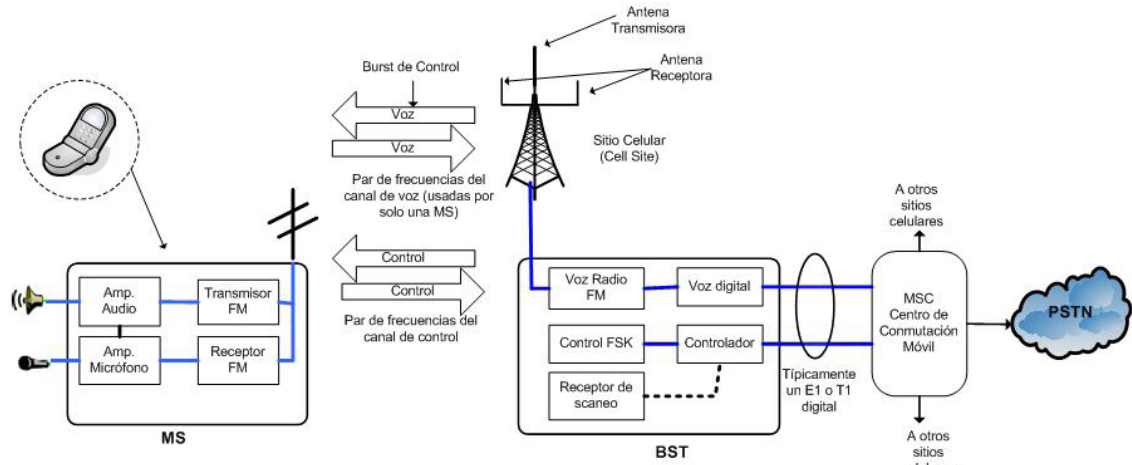 Antena
Transmisora
Antena
Receptora
Burst de Control
Voz
Voz
Par de frecuencias del
canal de voz (usadas por
solo una MS)
Sitio Celular
(Cell Site)
Control
Control
Par de frecuencias del
canal de control
Amp.
Audio
Transmisor
FM
Amp.
Micrófono
Receptor
FM
MS
Voz Radio
FM
Voz digital
Control FSK
Controlador
Receptor de
scaneo
BST
Típicamente
un E1 o T1
digital
A otros
sitios
celulares
MSC
Centro de
Conmutación
Móvil
PSTN
A otros
sitios